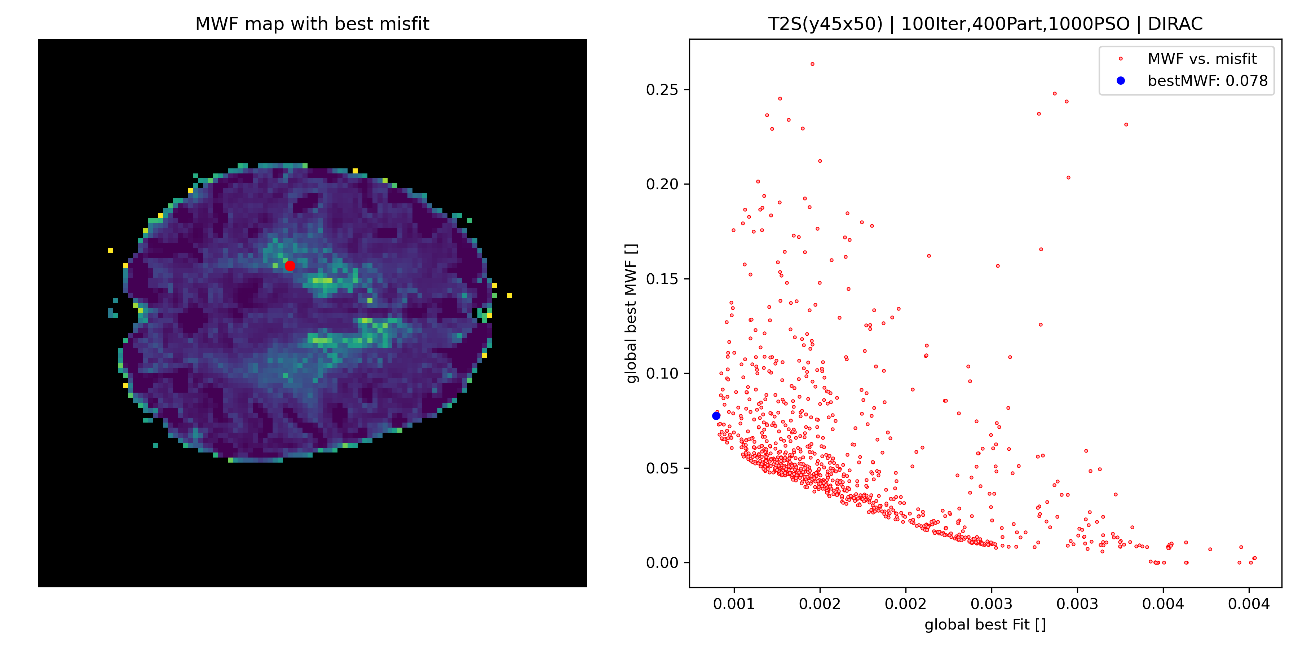 MWF map with best misfit
T2S(y45x50) | 100Iter,400Part,1000PSO | DIRAC
MWF vs. misfit
bestMWF: 0.078
global best MWF []
0.25
0.20
0.15
0.10
0.05
0.00
0.001 0.002 0.002 0.003 0.003 0.004 0.004
global best Fit []